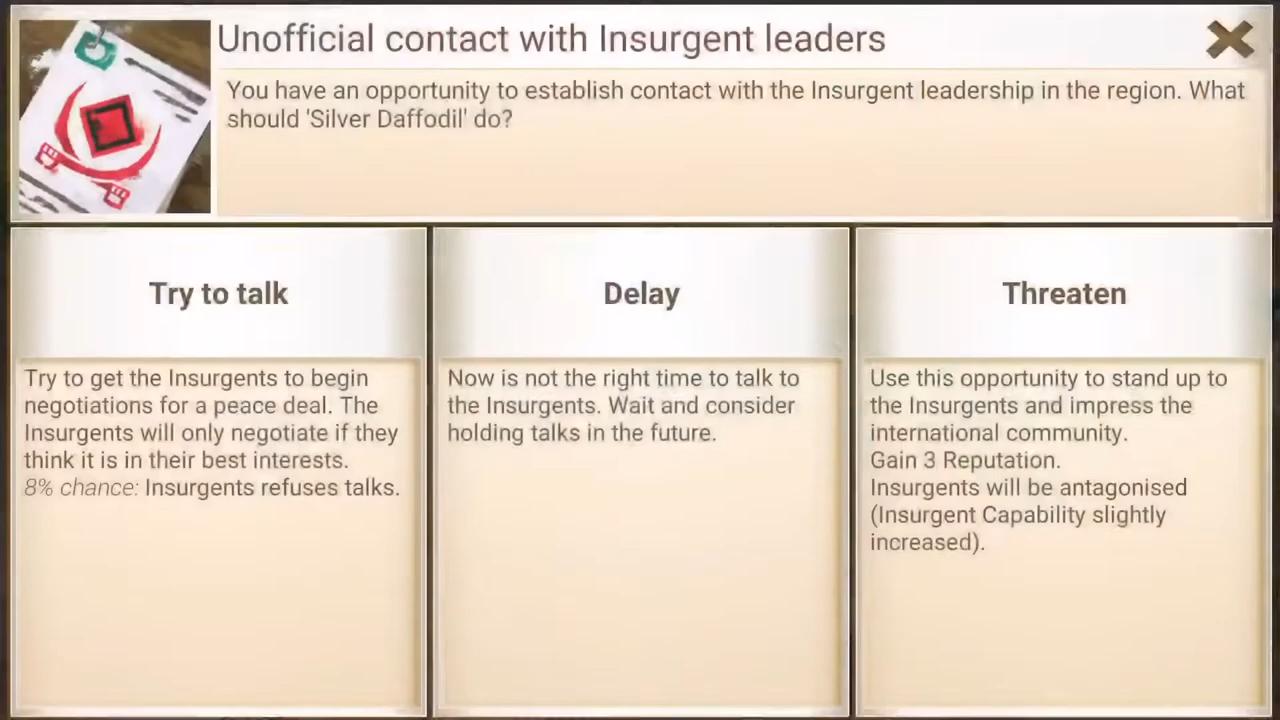 Unofficial contact with Insurgent leaders
You have an opportunity to establish contact with the Insurgent leadership in the region. What
should 'Silver Daffodil' do?
Try to talk
Try to get the Insurgents to begin
negotiations for a peace deal. The
Insurgents will only negotiate if they
think it is in their best interests.
8% chance: Insurgents refuses talks.
Delay
Now is not the right time to talk to
the Insurgents. Wait and consider
holding talks in the future.
Threaten
Use this opportunity to stand up to
the Insurgents and impress the
international community.
Gain 3 Reputation.
Insurgents will be antagonised
(Insurgent Capability slightly
increased).